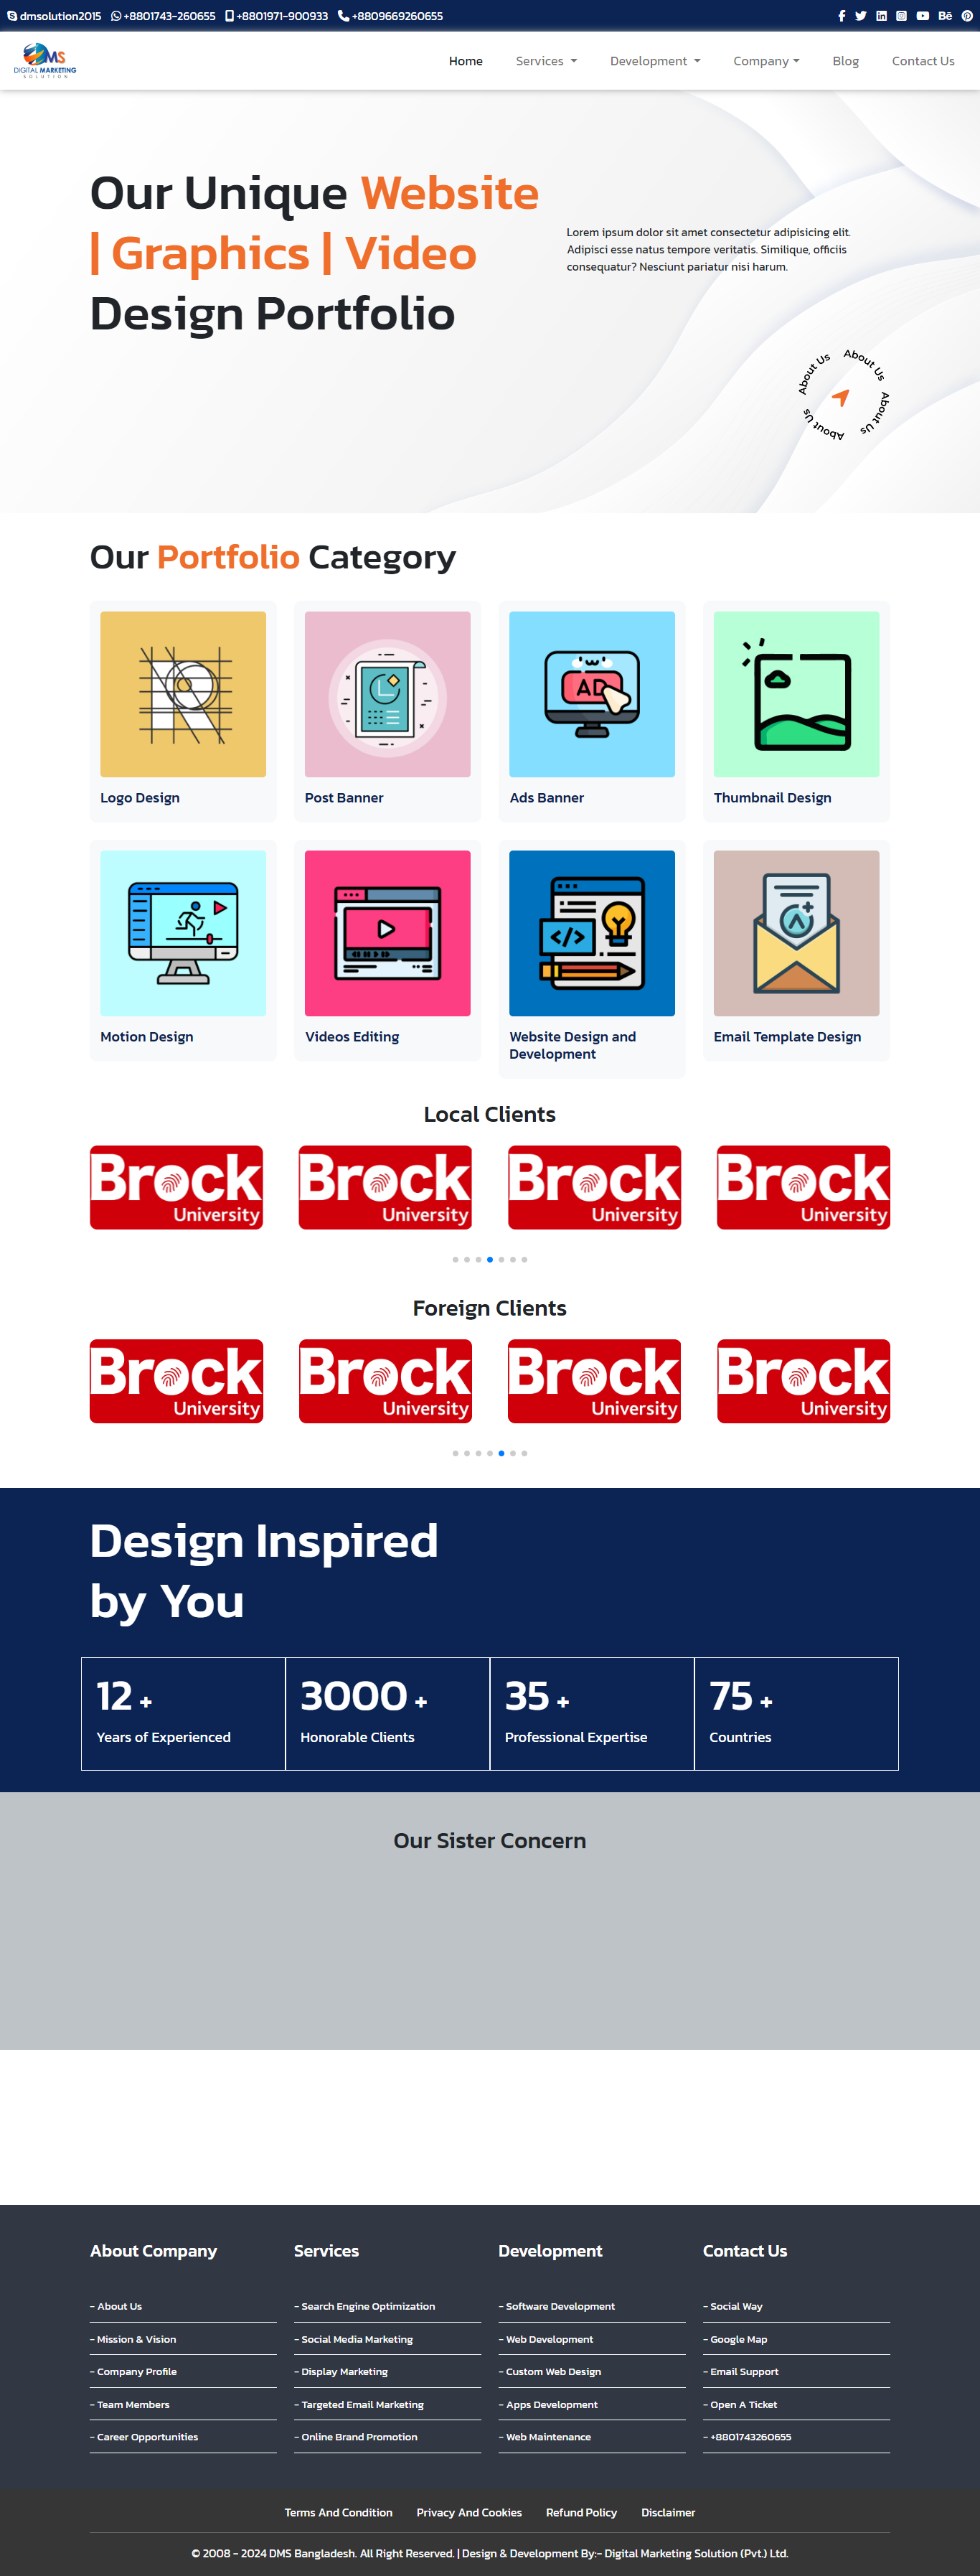 dmsolution2015 +8801743-260655 +8801971-900933 +8809669260655
DMS
DIGITAL MARKETING
SOLUTION
Home Services Development Company Blog Contact Us
Our Unique Website
| Graphics | Video
Design Portfolio
Lorem ipsum dolor sit amet consectetur adipisicing elit.
Adipisci esse natus tempore veritatis. Similique, officiis
consequatur? Nesciunt pariatur nisi harum.
About Us About Us About Us About Us About Us
Our Portfolio Category
AD
Logo Design Post Banner Ads Banner Thumbnail Design
Motion Design Videos Editing Website Design and Email Template Design
Development
Local Clients
Brock Brock Brock Brock
University University University University
Foreign Clients
Brock Brock Brock Brock
University University University University
Design Inspired
by You
12 + 3000 + 35 + 75 +
Years of Experienced Honorable Clients Professional Expertise Countries
Our Sister Concern
About Company Services Development Contact Us
- About Us - Search Engine Optimization - Software Development - Social Way
- Mission & Vision - Social Media Marketing - Web Development - Google Map
- Company Profile - Display Marketing - Custom Web Design - Email Support
- Team Members - Targeted Email Marketing - Apps Development - Open A Ticket
- Career Opportunities - Online Brand Promotion - Web Maintenance - +8801743260655
Terms And Condition Privacy And Cookies Refund Policy Disclaimer
© 2008 - 2024 DMS Bangladesh. All Right Reserved. | Design & Development By:- Digital Marketing Solution (Pvt.) Ltd.